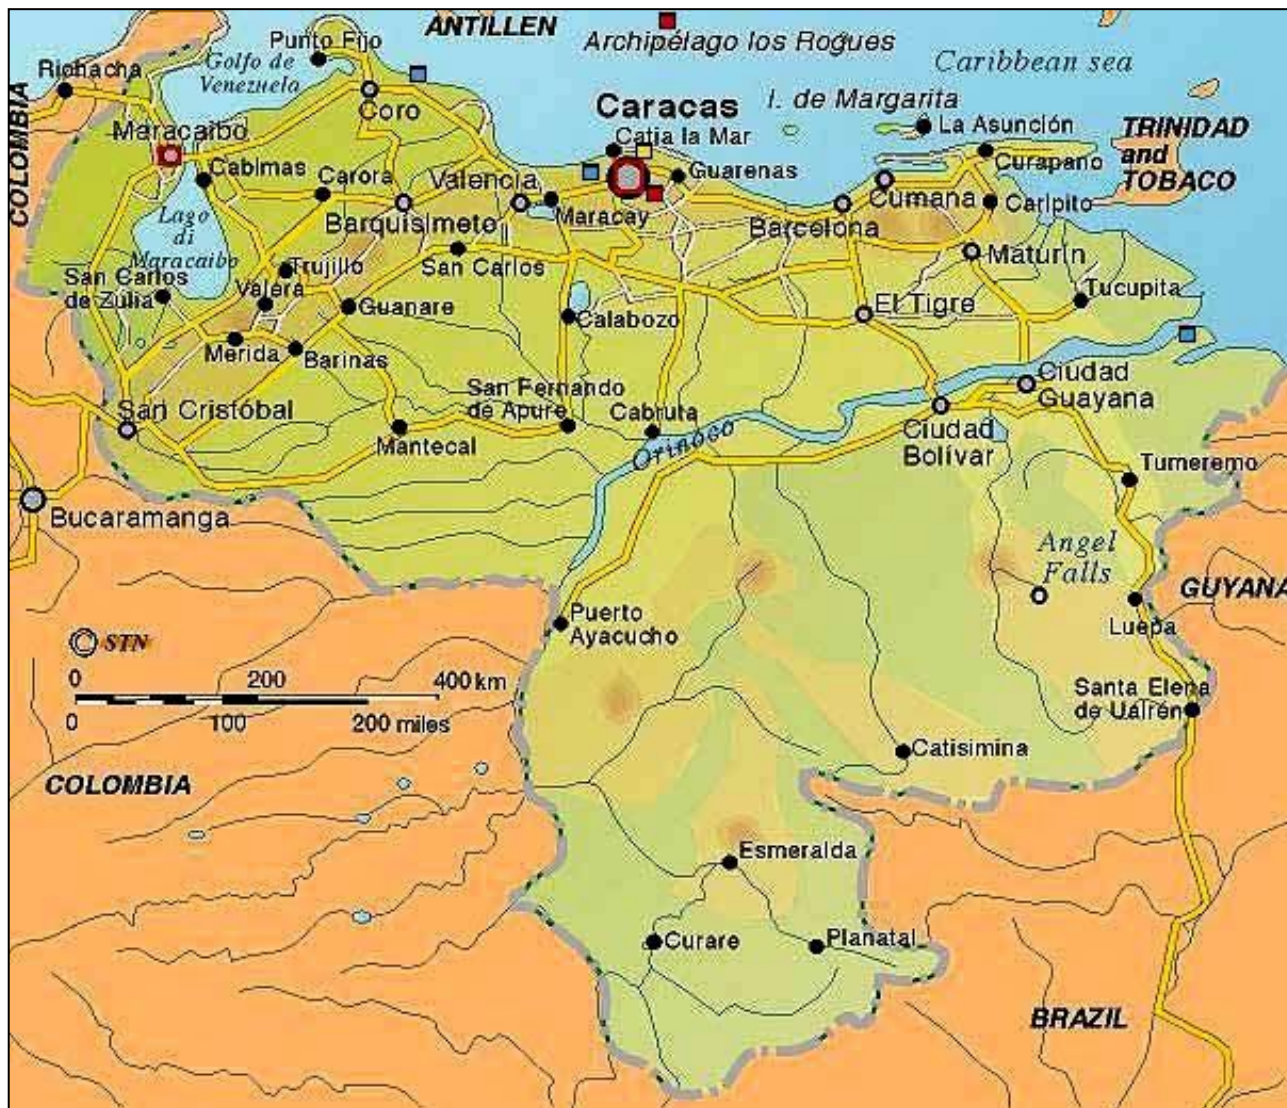 ANTILLEN
Archipélago los Rogues
Caribbean sea
Punto Fijo
Golfo de
Venezuela
Riohacha
COLOMBIA
Coro
Caracas
I. de Margarita
Maracaibo
Catia la Mar
La Asunción
TRINIDAD
and
TOBACO
Curapano
Cabimas
Carora
Valencia
Guarenas
Cumana
Caripito
Lago
di
Maracaibo
Barquisimeto
Maracay
Barcelona
San Carlos
de Zulia
Trujillo
San Carlos
Maturin
Valera
Guanare
Calabozo
El Tigre
Tucupita
Merida
Barinas
San Cristóbal
San Fernando
de Apure
Cabruta
Ciudad
Guayana
Mantecal
Orinoco
Ciudad
Bolívar
Tumeremo
Bucaramanga
Angel
Falls
GUYANA
Puerto
Ayacucho
Luepa
STN
0 200 400 km
0 100 200 miles
Santa Elena
de Uairén
COLOMBIA
Catisimina
Esmeralda
Curare
Planatal
BRAZIL